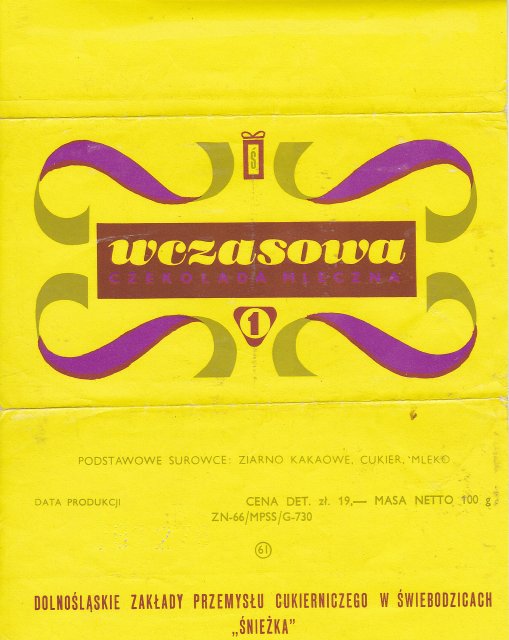 Ś
wczasowa
CZEKOLADA MLECZNA
1
PODSTAWOWE SUROWCE: ZIARNO KAKAOWE, CUKIER, MLEKO
DATA PRODUKCJI
CENA DET. zł. 19,— MASA NETTO 100 g
ZN-66/MPSS/G-730
61
DOLNOŚLĄSKIE ZAKŁADY PRZEMYSŁU CUKIERNICZEGO W ŚWIEBODZICACH
„ŚNIEŻKA”